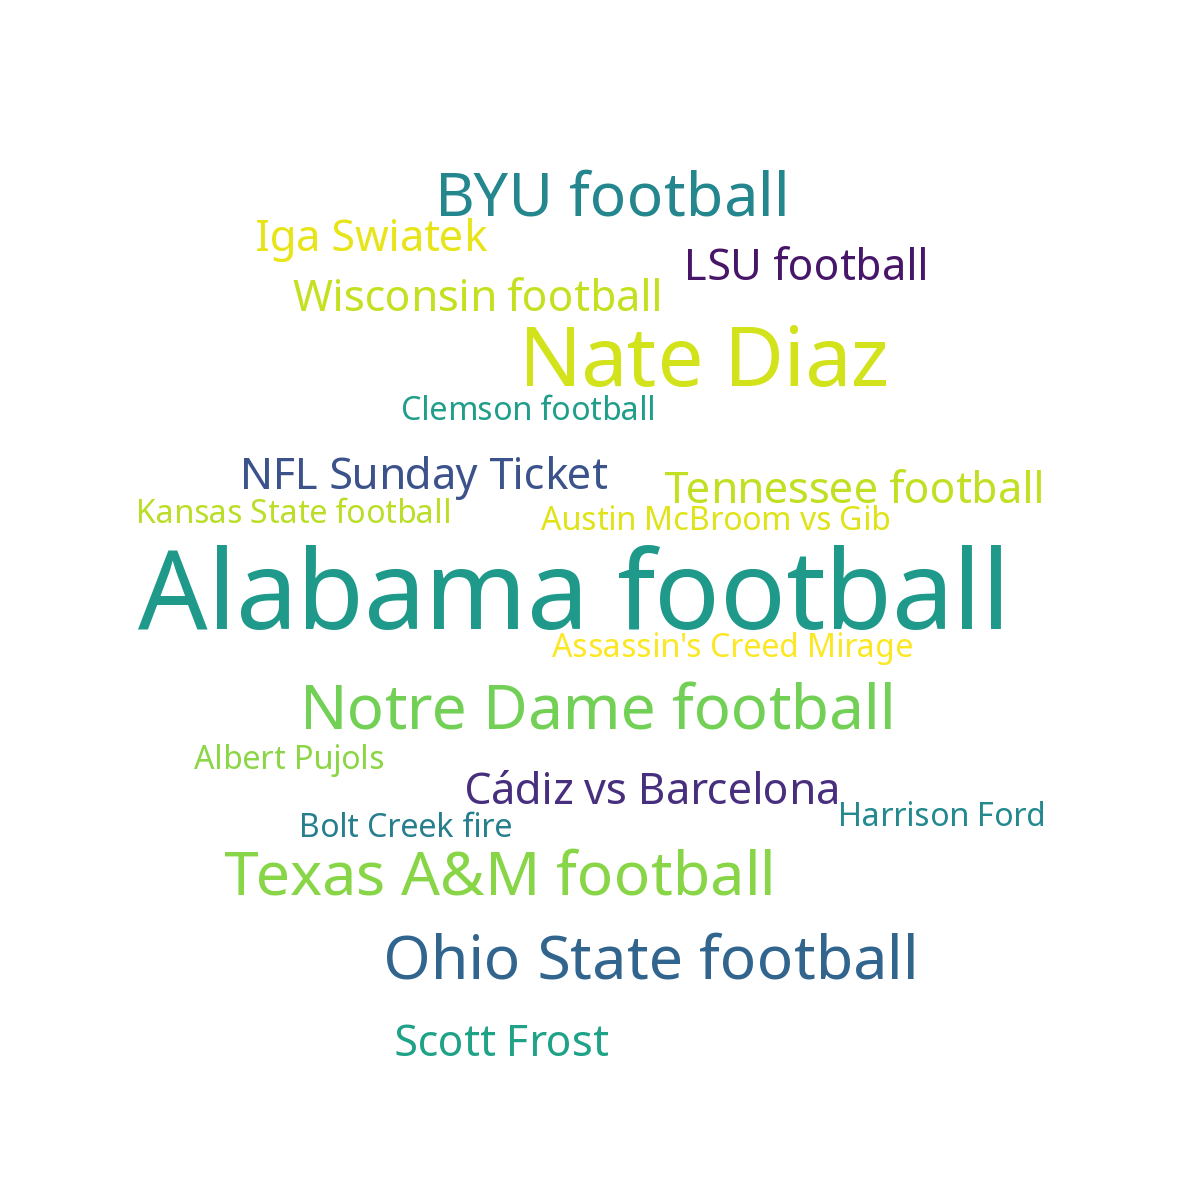 BYU football
Iga Swiatek
LSU football
Wisconsin football
Nate Diaz
Clemson football
NFL Sunday Ticket
Tennessee football
Kansas State football
Austin McBroom vs Gib
Alabama football
Assassin's Creed Mirage
Notre Dame football
Albert Pujols
Cádiz vs Barcelona
Harrison Ford
Bolt Creek fire
Texas A&M football
Ohio State football
Scott Frost